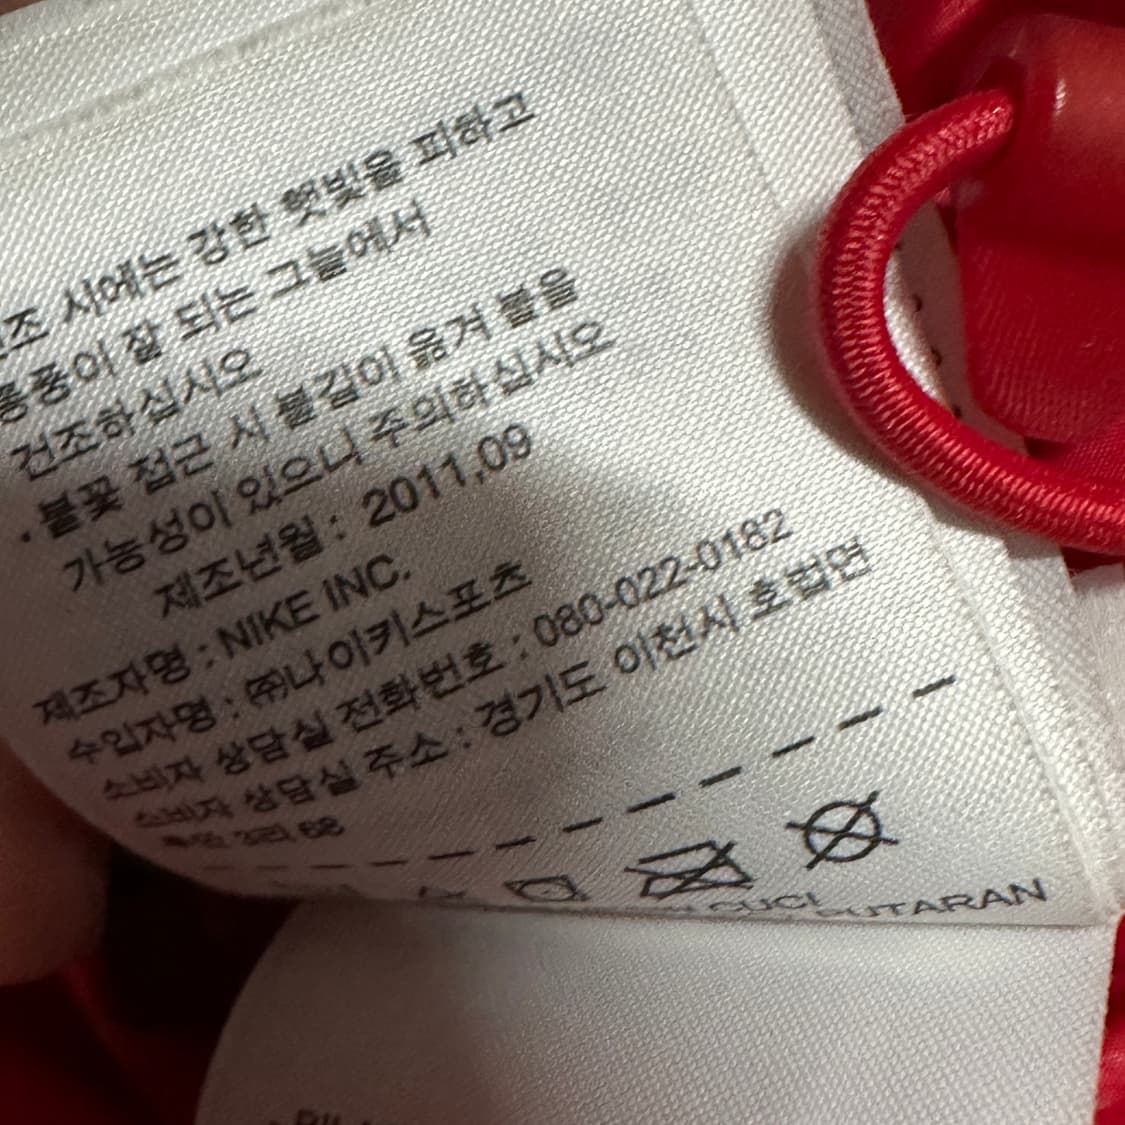 조 시에는 강한 햇빛을 피하고
통풍이 잘 되는 그늘에서
건조하십시오
. 불꽃 접근 시 불길이 옮겨 붙을
가능성이 있으니 주의하십시오
제조년월 : 2011,09
제조자명 : NIKE INC.
수입자명 : ㈜나이키스포츠
소비자 상담실 전화번호 : 080-022-0182
소비자 상담실 주소 : 경기도 이천시 호법면
68
CUCI
PUTARAN